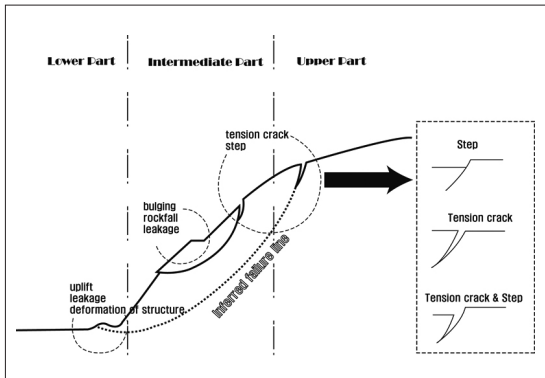 Lower Part
Intermediate Part
Upper Part
tension crack
step
bulging
rockfall
leakage
uplift
leakage
deformation of structure
Inferred failure line
Step
Tension crack
Tension crack & Step